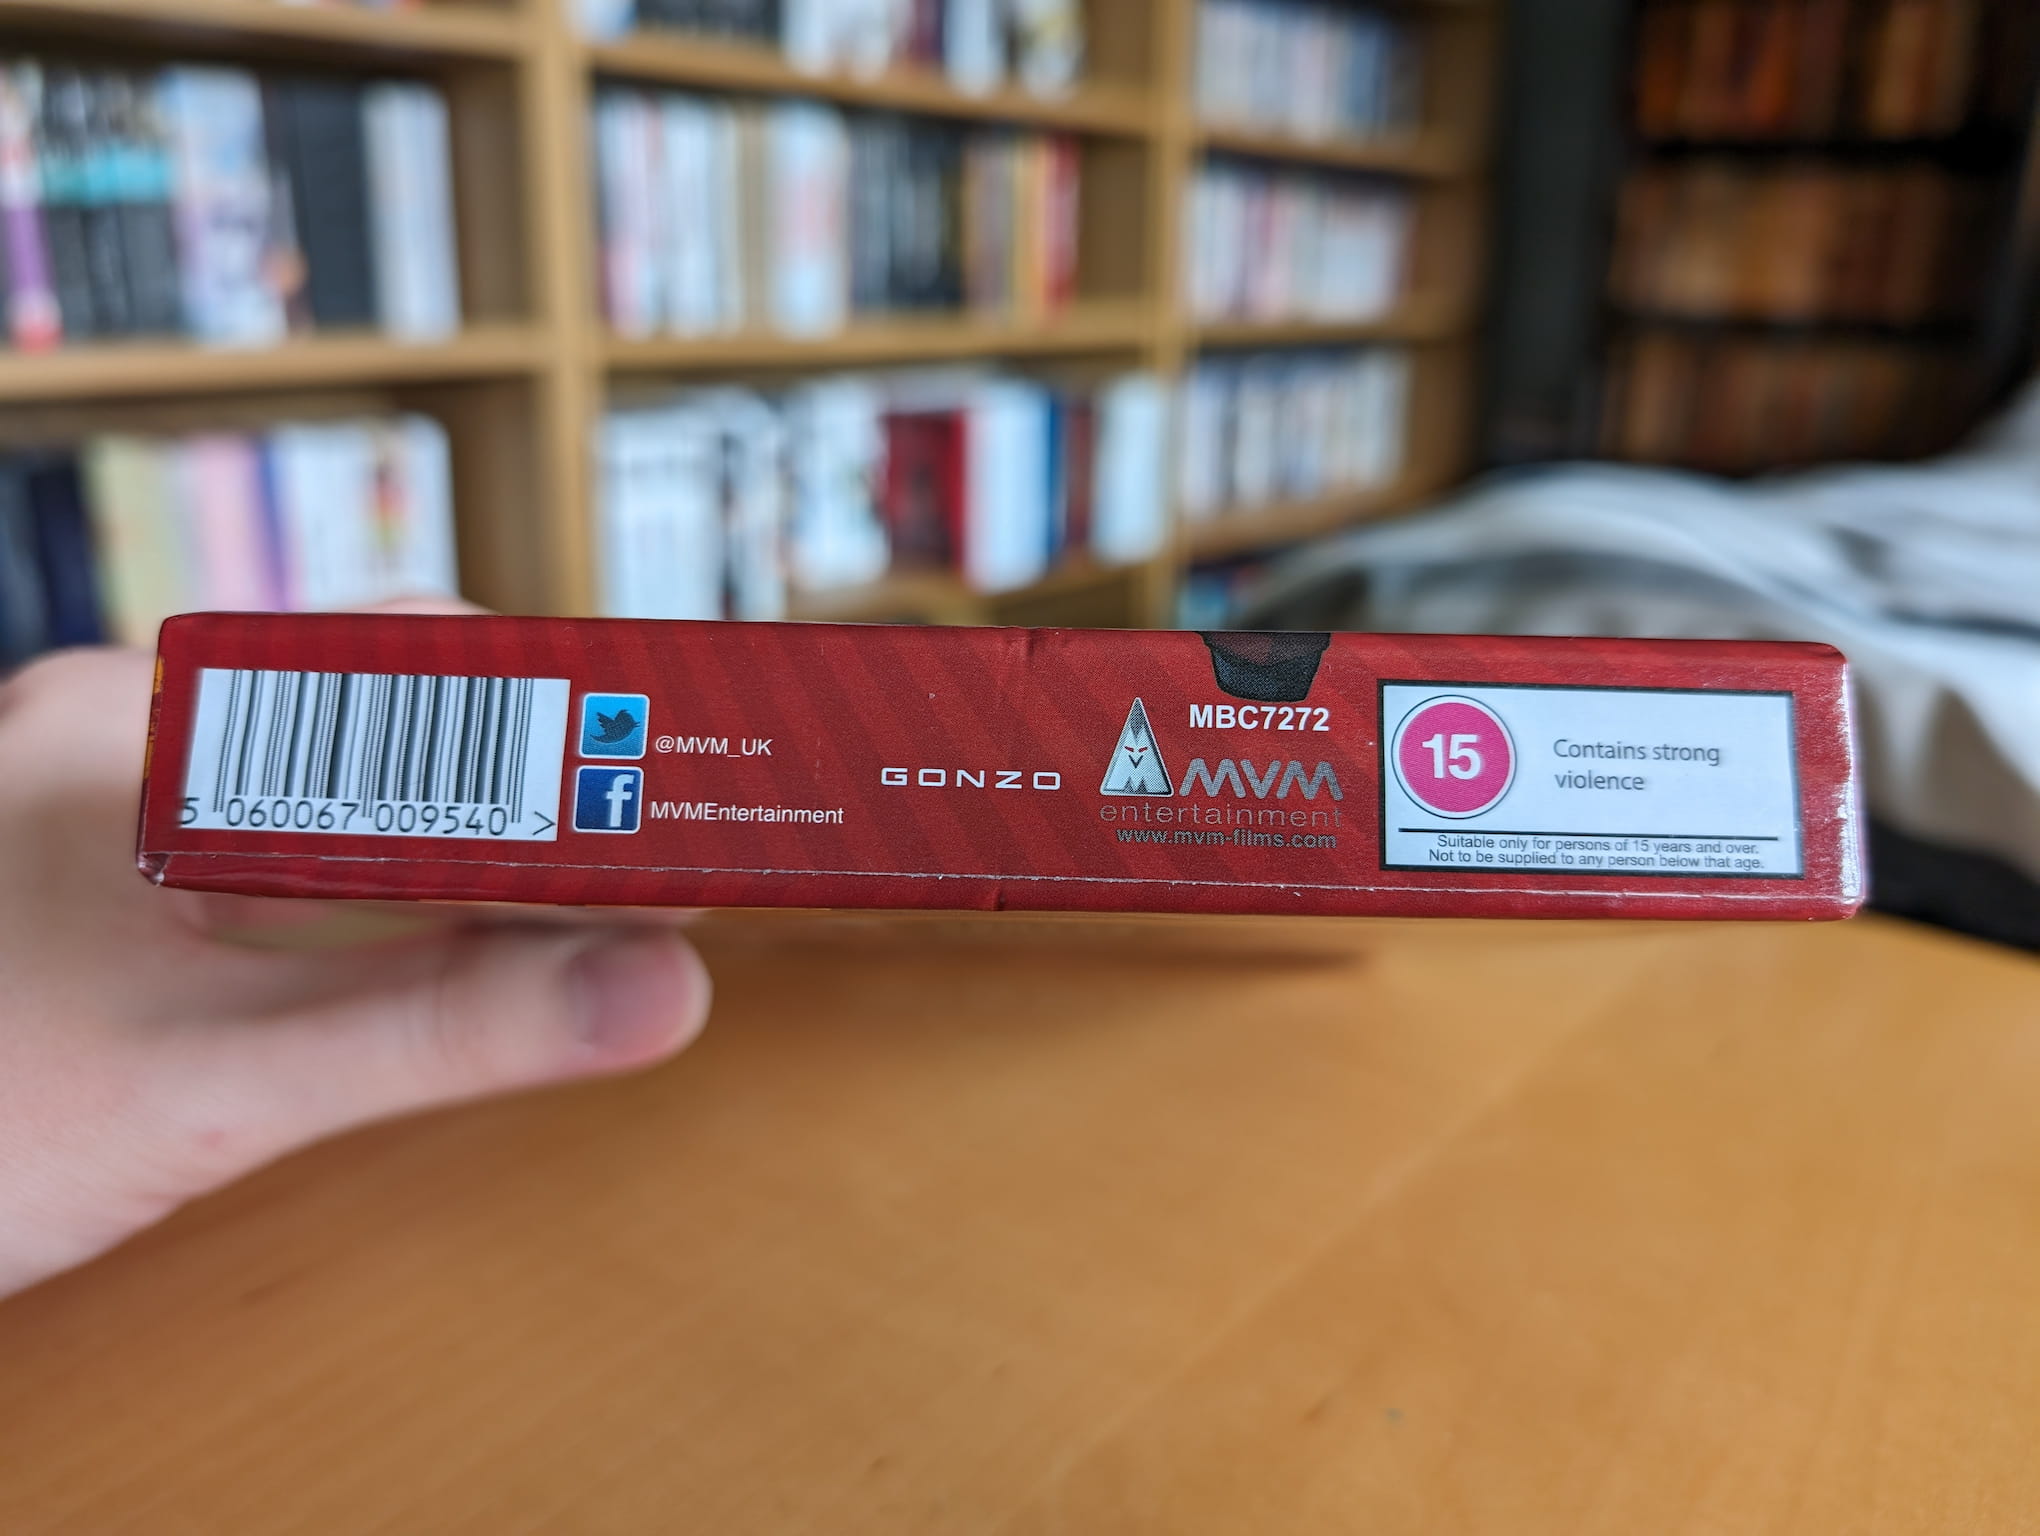 5 060067 009540 >
@MVM_UK
f
MVMEntertainment
GONZO
MBC7272
MVM
entertainment
www.mvm-films.com
15
Contains strong
violence
Suitable only for persons of 15 years and over.
Not to be supplied to any person below that age.